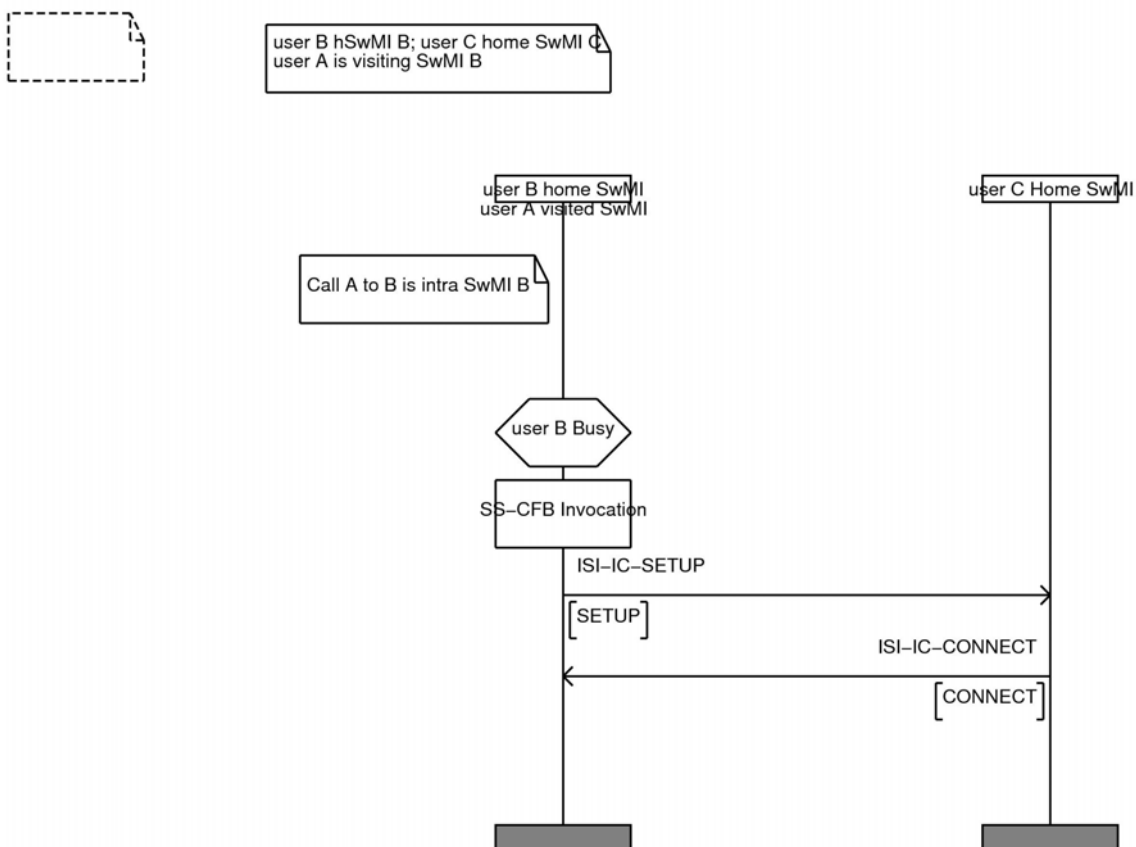 user B hSwMI B; user C home SwMI C
user A is visiting SwMI B
user B home SwMI
user A visited SwMI
user C Home SwMI
Call A to B is intra SwMI B
user B Busy
SS–CFB Invocation
ISI–IC–SETUP
SETUP
ISI–IC–CONNECT
CONNECT